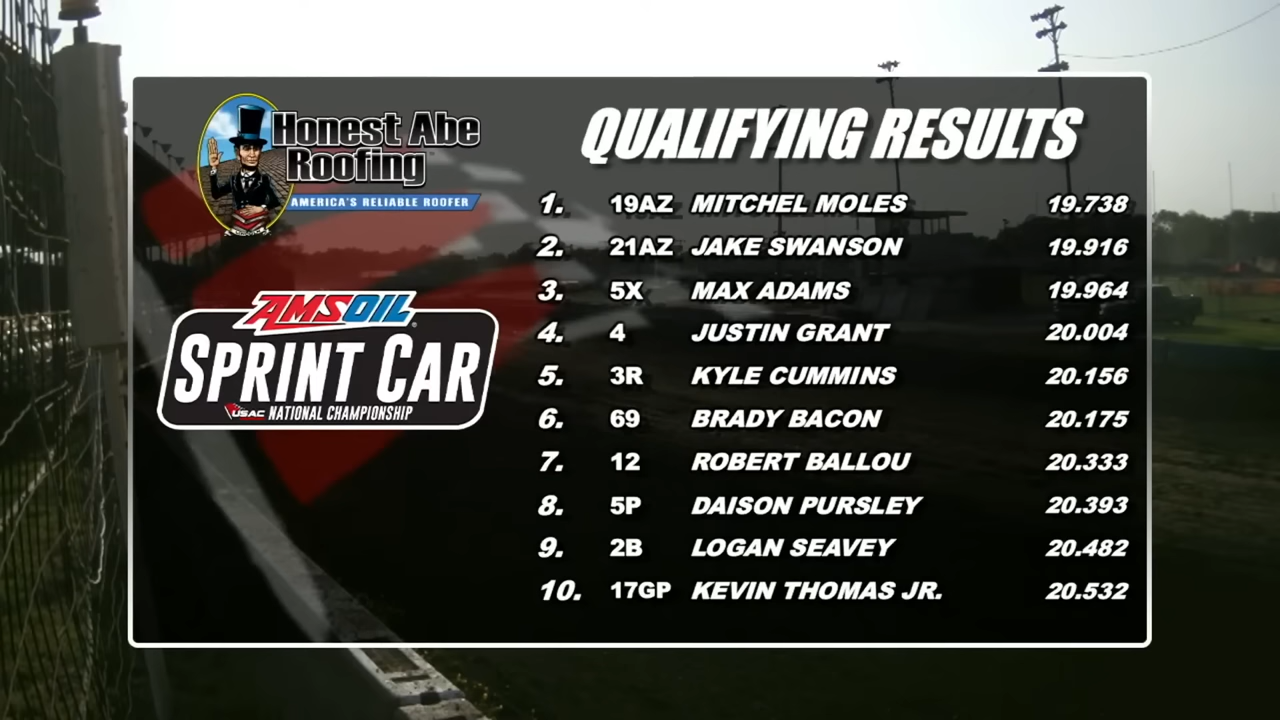 Honest Abe
Roofing
AMERICA'S RELIABLE ROOFER
AMSOIL
SPRINT CAR
USAC NATIONAL CHAMPIONSHIP
QUALIFYING RESULTS
1. 19AZ MITCHEL MOLES 19.738
2. 21AZ JAKE SWANSON 19.916
3. 5X MAX ADAMS 19.964
4. 4 JUSTIN GRANT 20.004
5. 3R KYLE CUMMINS 20.156
6. 69 BRADY BACON 20.175
7. 12 ROBERT BALLOU 20.333
8. 5P DAISON PURSLEY 20.393
9. 2B LOGAN SEAVEY 20.482
10. 17GP KEVIN THOMAS JR. 20.532